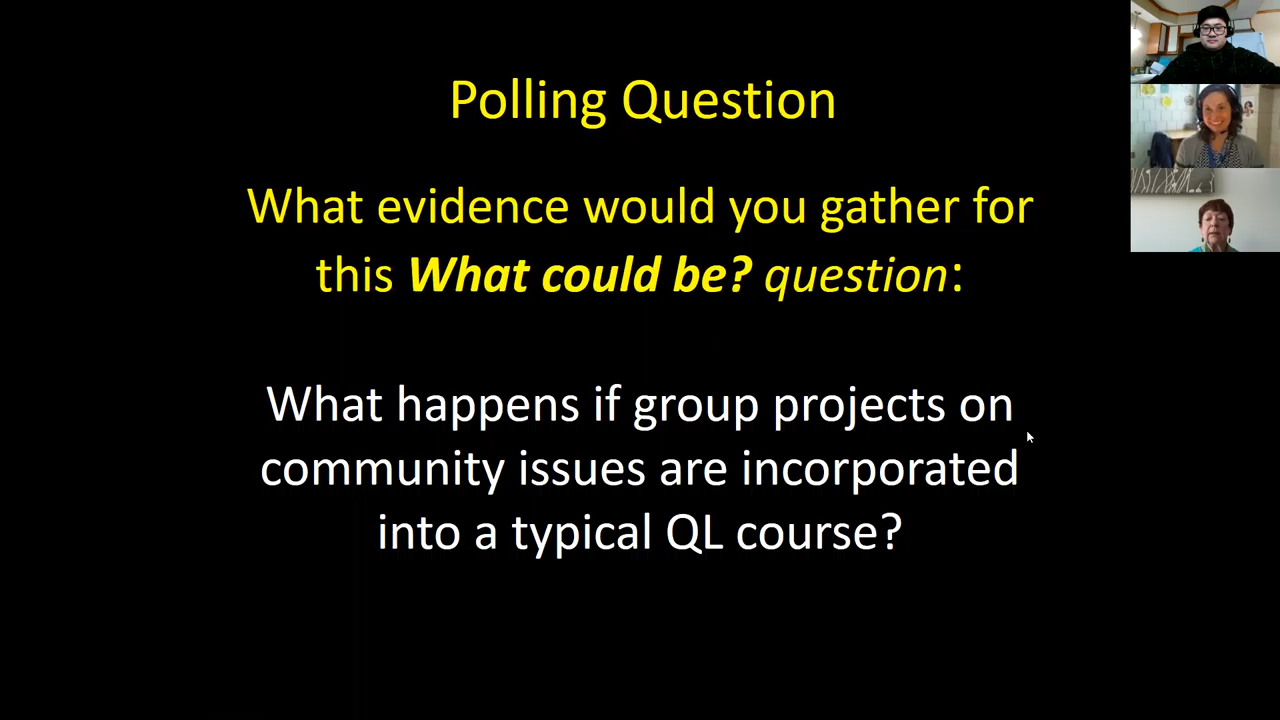 Polling Question
What evidence would you gather for
this What could be? question:
What happens if group projects on
community issues are incorporated
into a typical QL course?